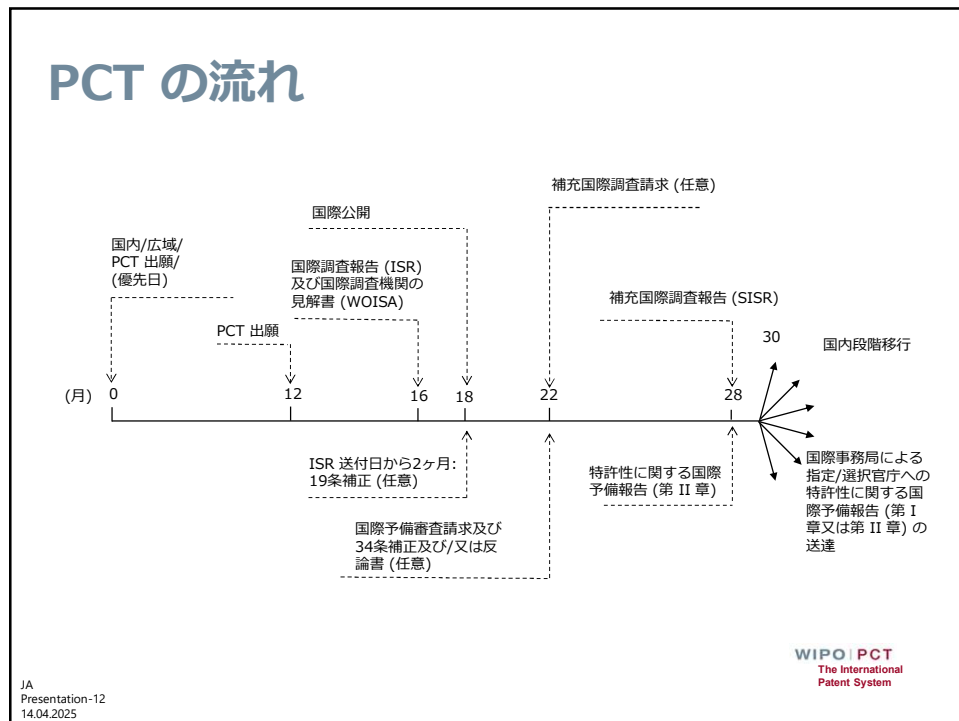 PCT の流れ
補充国際調査請求 (任意)
国際公開
国内/広域/
PCT 出願/
(優先日)
国際調査報告 (ISR)
及び国際調査機関の
見解書 (WOISA)
補充国際調査報告 (SISR)
PCT 出願
30
国内段階移行
(月) 0 12 16 18 22 28
ISR 送付日から2ヶ月:
19条補正 (任意)
特許性に関する国際
予備報告 (第 II 章)
国際事務局による
指定/選択官庁への
特許性に関する国
際予備報告 (第 I
章又は第 II 章) の
送達
国際予備審査請求及び
34条補正及び/又は反
論書 (任意)
WIPO|PCT
The International
Patent System
JA
Presentation-12
14.04.2025